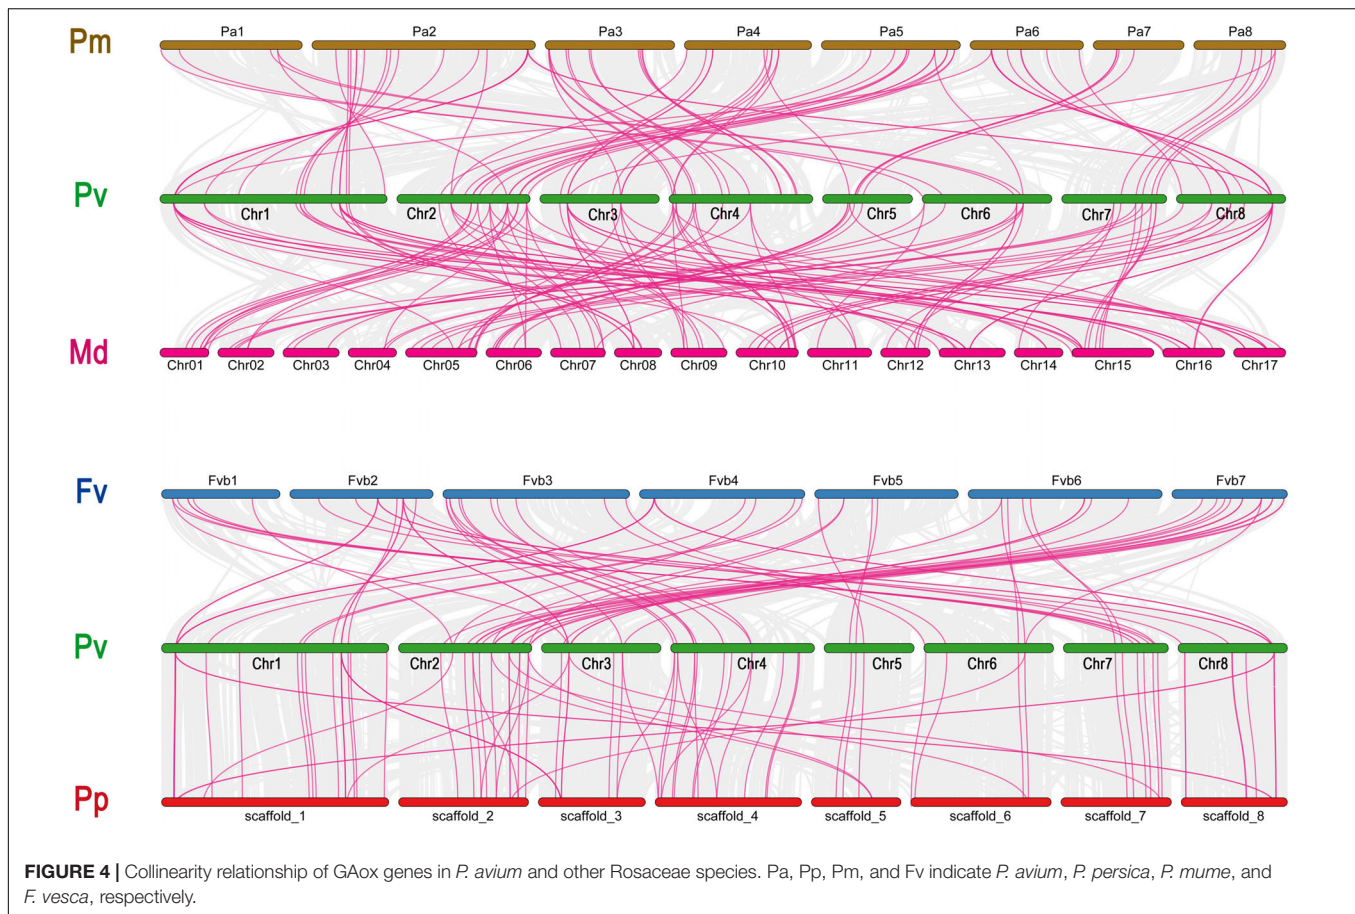 Pm
Pa1 Pa2 Pa3 Pa4 Pa5 Pa6 Pa7 Pa8
Pv
Chr1 Chr2 Chr3 Chr4 Chr5 Chr6 Chr7 Chr8
Md
Chr01 Chr02 Chr03 Chr04 Chr05 Chr06 Chr07 Chr08 Chr09 Chr10 Chr11 Chr12 Chr13 Chr14 Chr15 Chr16 Chr17
Fv
Fvb1 Fvb2 Fvb3 Fvb4 Fvb5 Fvb6 Fvb7
Pv
Chr1 Chr2 Chr3 Chr4 Chr5 Chr6 Chr7 Chr8
Pp
scaffold_1 scaffold_2 scaffold_3 scaffold_4 scaffold_5 scaffold_6 scaffold_7 scaffold_8
FIGURE 4 | Collinearity relationship of GAox genes in P. avium and other Rosaceae species. Pa, Pp, Pm, and Fv indicate P. avium, P. persica, P. mume, and
F. vesca, respectively.